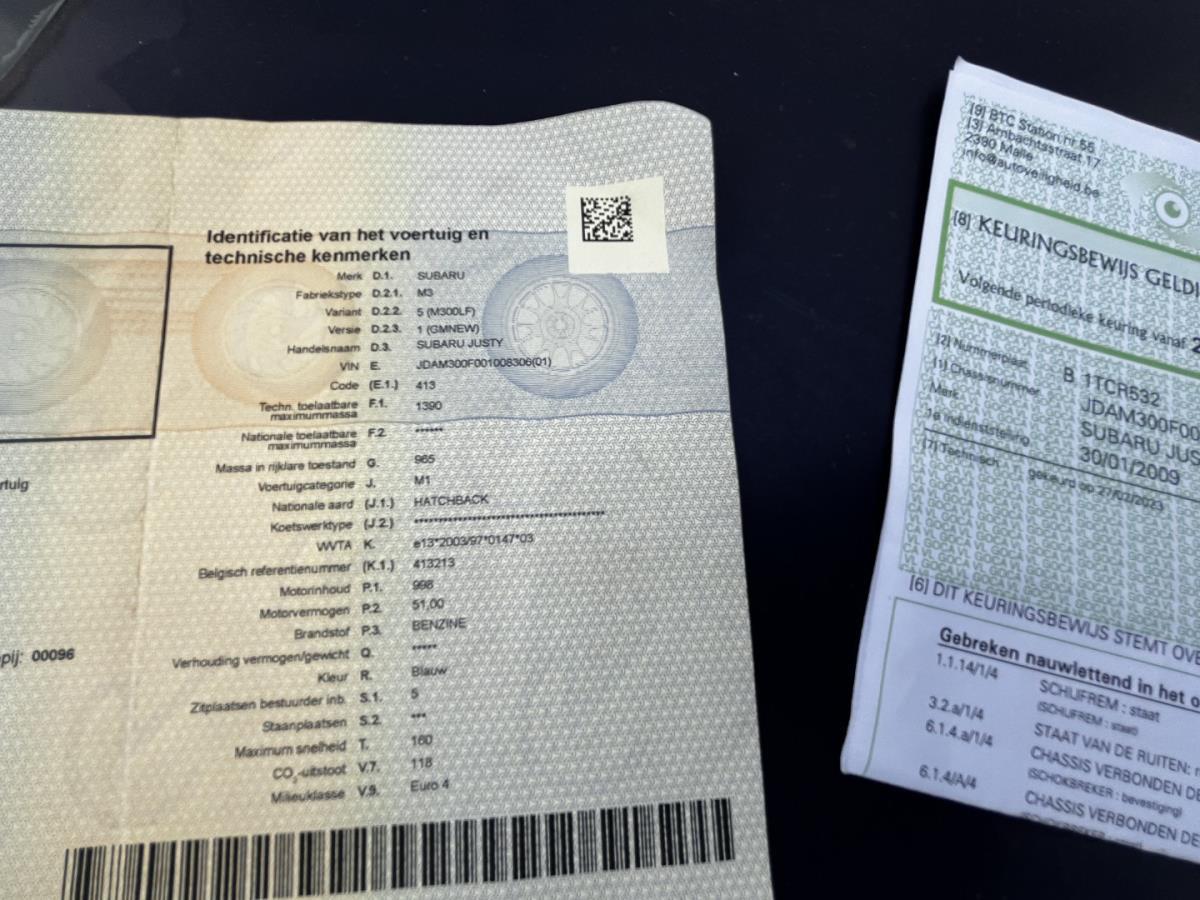 Identificatie van het voertuig en
technische kenmerken
Merk D.1. SUBARU
Fabriekstype D.2.1. M3
Variant D.2.2. 5 (M300LF)
Versie D.2.3. 1 (GMNEW)
Handelsnaam D.3. SUBARU JUSTY
VIN E. JDAM300F001008306(01)
Code (E.1.) 413
Techn. toelaatbare
maximummassa F.1. 1390
Nationale toelaatbare
maximummassa F.2. ******
Massa in rijklare toestand G. 965
Voertuigcategorie J. M1
Nationale aard (J.1.) HATCHBACK
Koetswerktype (J.2.)
WVTA K. e13*2003/97*0147*03
Belgisch referentienummer (K.1.) 413213
Motorinhoud P.1. 998
Motorvermogen P.2. 51,00
Brandstof P.3. BENZINE
Verhouding vermogen/gewicht Q. *****
Kleur R. Blauw
Zitplaatsen bestuurder inb. S.1. 5
Staanplaatsen S.2. ***
Maximum snelheid T. 160
CO₂-uitstoot V.7. 118
Milieuklasse V.9. Euro 4
rtuig
pij: 00096
[9] BTC Station nr 56
[3] Ambachtsstraat 17
2390 Malle
info@autoveiligheid.be
[8] KEURINGSBEWIJS GELDI
Volgende periodieke keuring vanaf 2
[2] Nummerplaat B 1TCR532
[1] Chassisnummer JDAM300F00
Merk SUBARU JUS
1e indienststelling 30/01/2009
[7] Technisch gekeurd op 27/02/2023
[6] DIT KEURINGSBEWIJS STEMT OVE
Gebreken nauwlettend in het o
1.1.14/1/4 SCHIJFREM : staat
(SCHIJFREM : staat)
3.2.a/1/4 STAAT VAN DE RUITEN: r
6.1.4.a/1/4 CHASSIS VERBONDEN DE
(SCHOKBREKER : bevestiging)
6.1.4/A/4 CHASSIS VERBONDEN DE